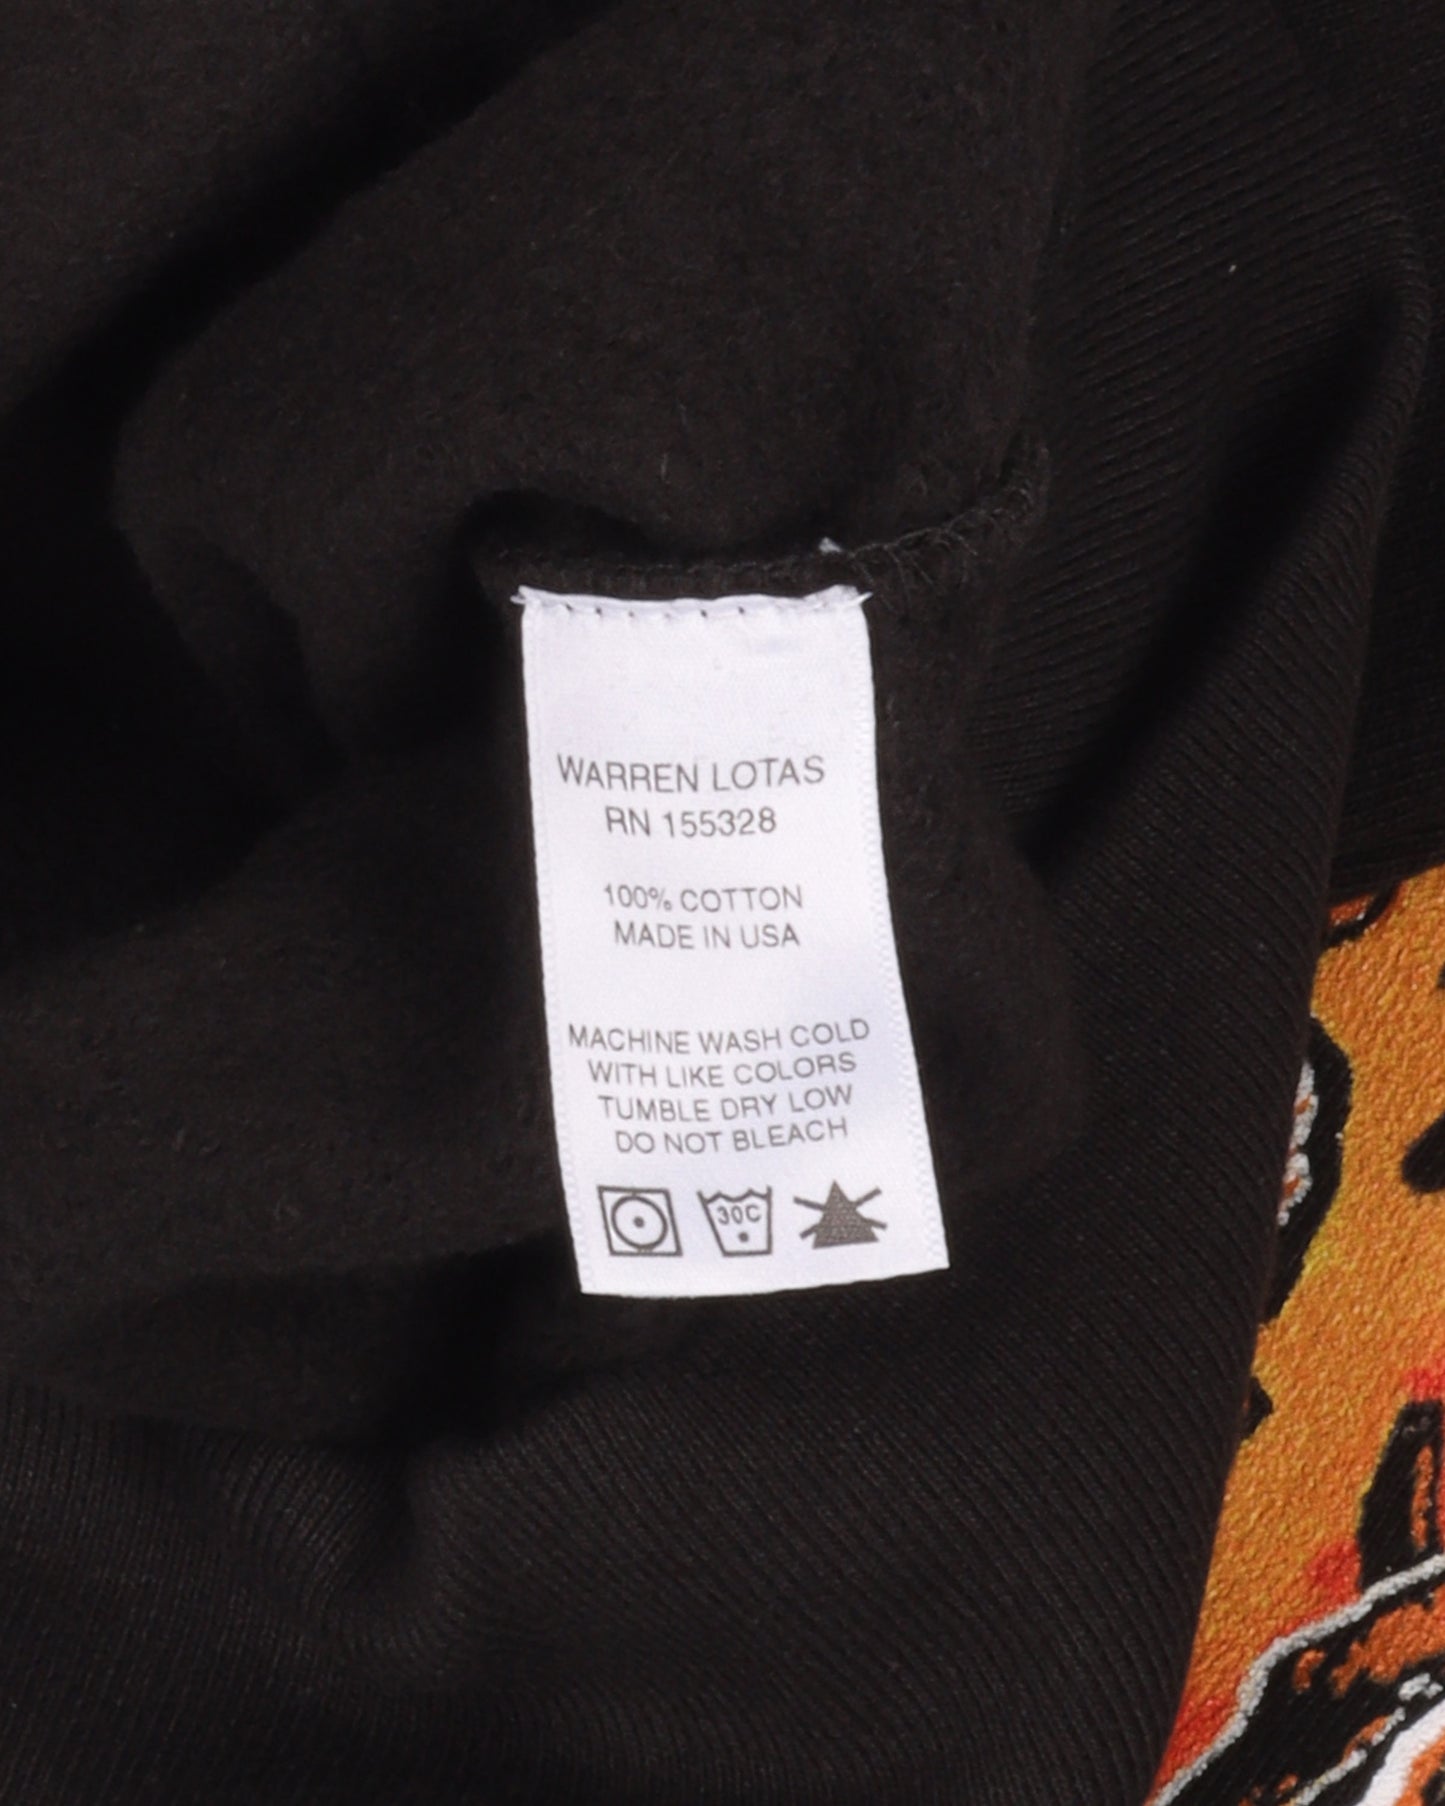 WARREN LOTAS
RN 155328
100% COTTON
MADE IN USA
MACHINE WASH COLD
WITH LIKE COLORS
TUMBLE DRY LOW
DO NOT BLEACH
30C